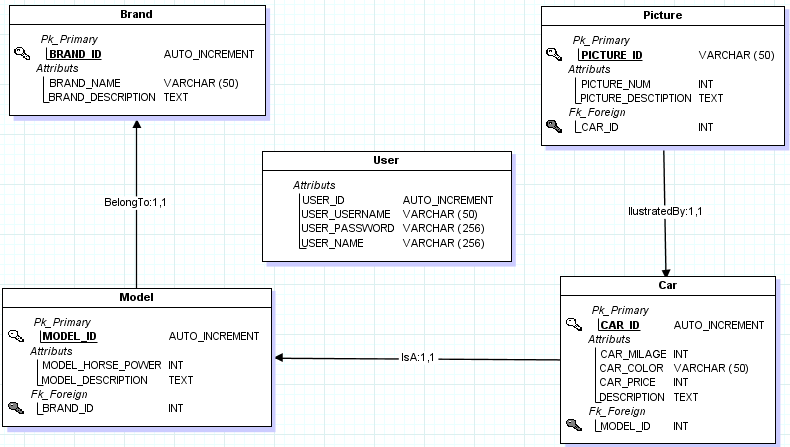 Brand
Pk_Primary
BRAND_ID AUTO_INCREMENT
Attributs
BRAND_NAME VARCHAR (50)
BRAND_DESCRIPTION TEXT
Picture
Pk_Primary
PICTURE_ID VARCHAR (50)
Attributs
PICTURE_NUM INT
PICTURE_DESCTIPTION TEXT
Fk_Foreign
CAR_ID INT
User
Attributs
USER_ID AUTO_INCREMENT
USER_USERNAME VARCHAR (50)
USER_PASSWORD VARCHAR (256)
USER_NAME VARCHAR (256)
BelongTo:1,1
IlustratedBy:1,1
Model
Pk_Primary
MODEL_ID AUTO_INCREMENT
Attributs
MODEL_HORSE_POWER INT
MODEL_DESCRIPTION TEXT
Fk_Foreign
BRAND_ID INT
IsA:1,1
Car
Pk_Primary
CAR_ID AUTO_INCREMENT
Attributs
CAR_MILAGE INT
CAR_COLOR VARCHAR (50)
CAR_PRICE INT
DESCRIPTION TEXT
Fk_Foreign
MODEL_ID INT